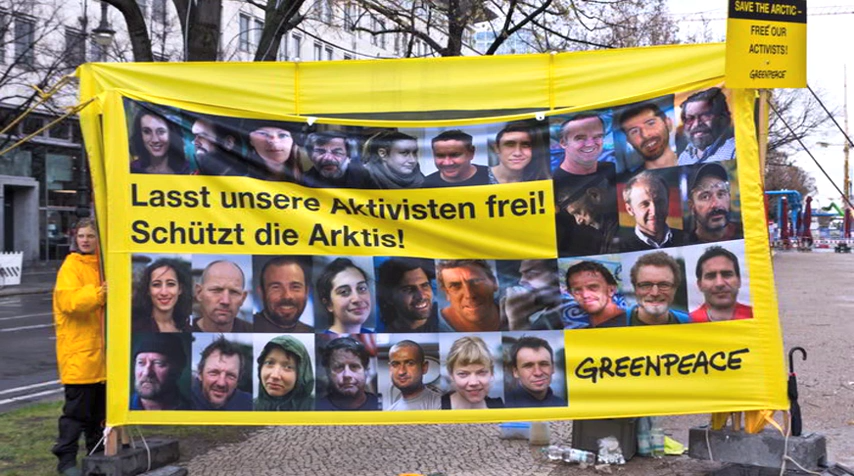 SAVE THE ARCTIC –
FREE OUR
ACTIVISTS!
GREENPEACE
Lasst unsere Aktivisten frei!
Schützt die Arktis!
GREENPEACE